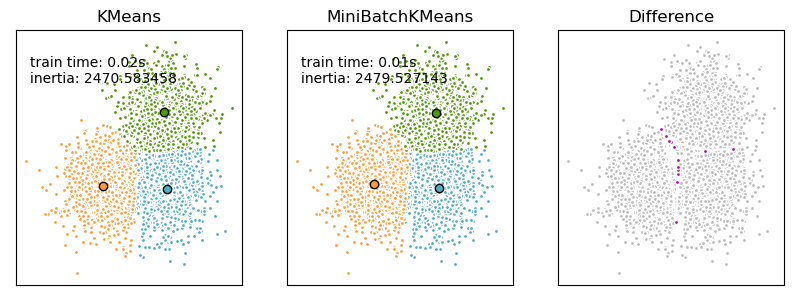 KMeans
train time: 0.02s
inertia: 2470.583458
MiniBatchKMeans
train time: 0.01s
inertia: 2479.527143
Difference